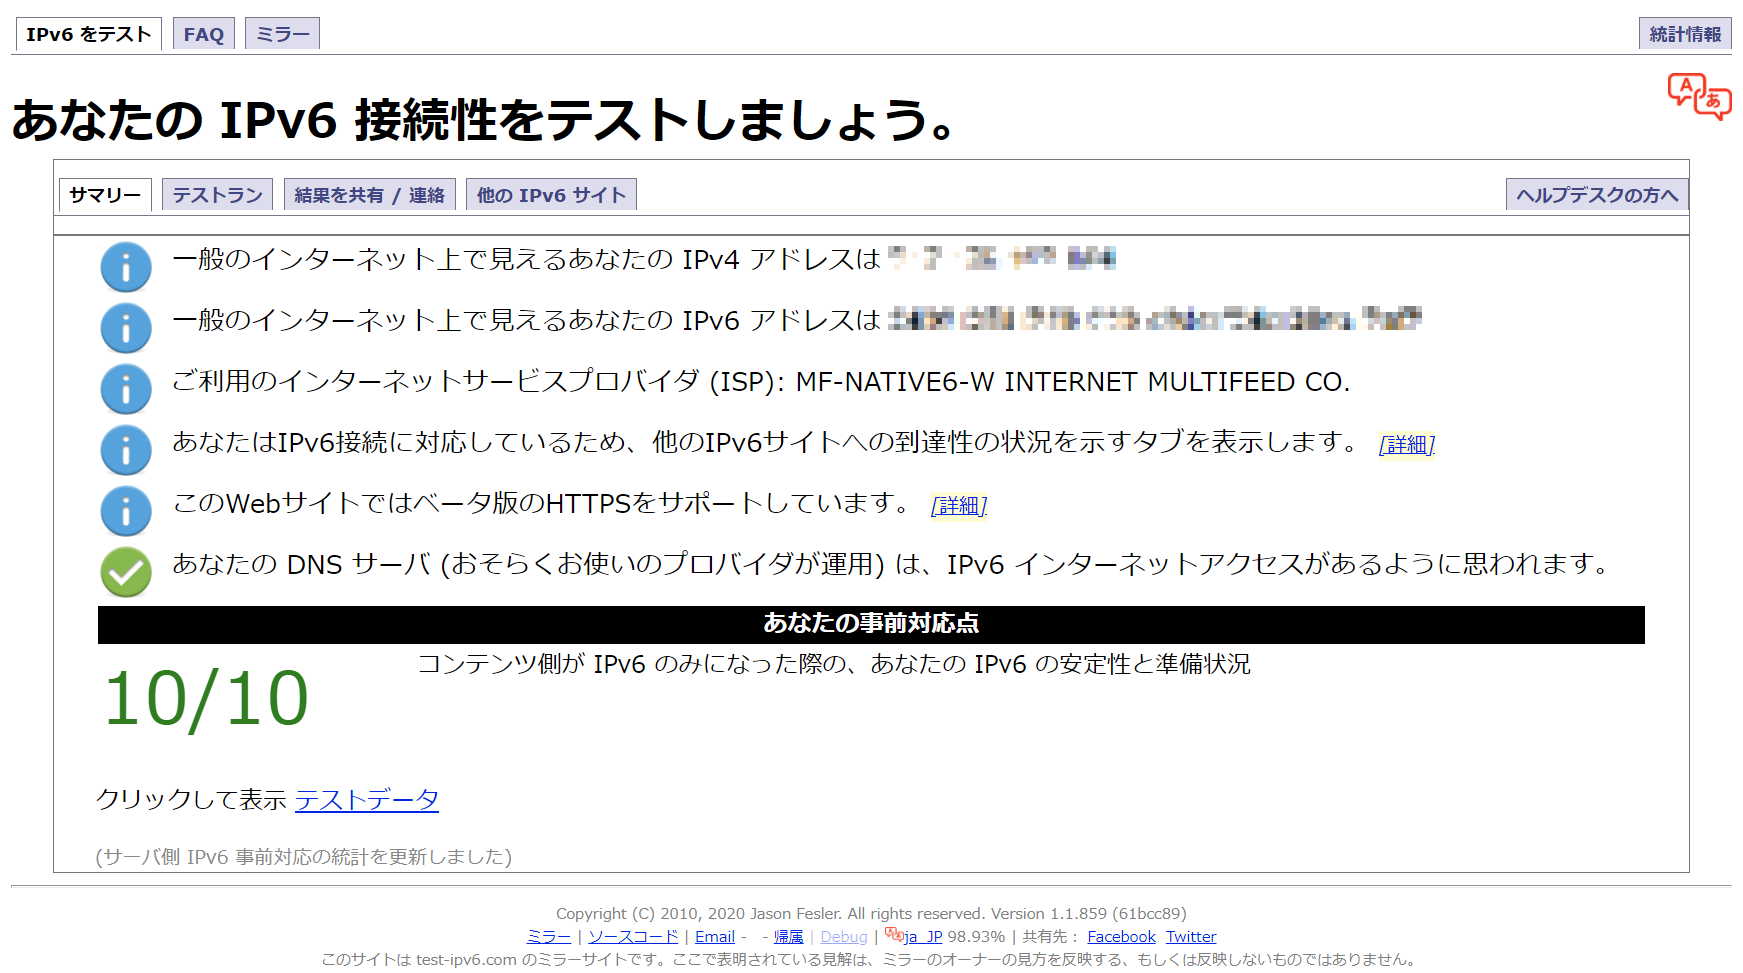 IPv6 をテスト FAQ ミラー 統計情報
あなたの IPv6 接続性をテストしましょう。
サマリー テストラン 結果を共有 / 連絡 他の IPv6 サイト ヘルプデスクの方へ
一般のインターネット上で見えるあなたの IPv4 アドレスは
一般のインターネット上で見えるあなたの IPv6 アドレスは
ご利用のインターネットサービスプロバイダ (ISP): MF-NATIVE6-W INTERNET MULTIFEED CO.
あなたはIPv6接続に対応しているため、他のIPv6サイトへの到達性の状況を示すタブを表示します。 [詳細]
このWebサイトではベータ版のHTTPSをサポートしています。 [詳細]
あなたの DNS サーバ (おそらくお使いのプロバイダが運用) は、IPv6 インターネットアクセスがあるように思われます。
あなたの事前対応点
10/10 コンテンツ側が IPv6 のみになった際の、あなたの IPv6 の安定性と準備状況
クリックして表示 テストデータ
(サーバ側 IPv6 事前対応の統計を更新しました)
Copyright (C) 2010, 2020 Jason Fesler. All rights reserved. Version 1.1.859 (61bcc89)
ミラー | ソースコード | Email - - 帰属 | Debug | ja_JP 98.93% | 共有先： Facebook Twitter
このサイトは test-ipv6.com のミラーサイトです。ここで表明されている見解は、ミラーのオーナーの見方を反映する、もしくは反映しないものではありません。